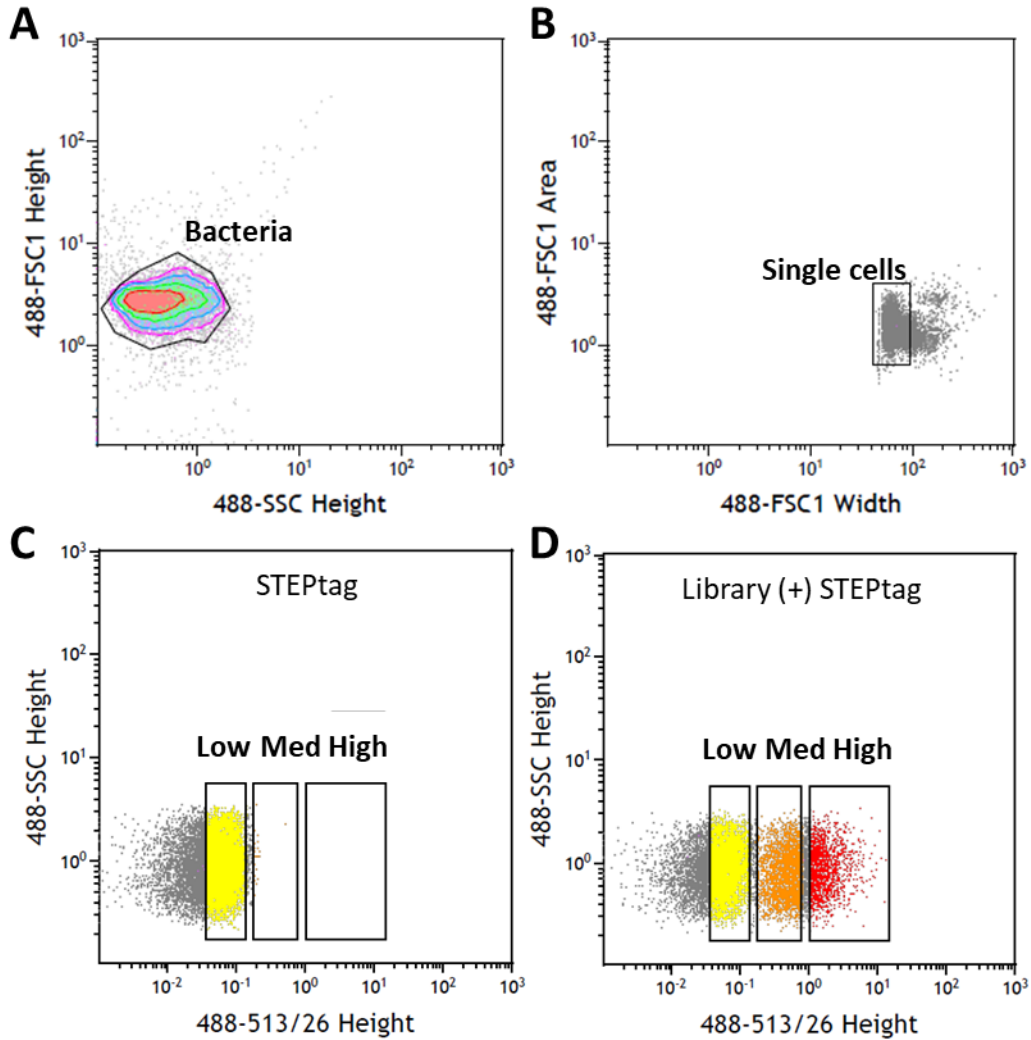 A
10³
10²
10¹
10⁰
488-FSC1 Height
Bacteria
10⁰
10¹
10²
10³
488-SSC Height
B
10³
10²
10¹
10⁰
488-FSC1 Area
Single cells
10⁰
10¹
10²
10³
488-FSC1 Width
C
10³
10²
10¹
10⁰
488-SSC Height
STEPtag
Low Med High
10⁻²
10⁻¹
10⁰
10¹
10²
10³
488-513/26 Height
D
10³
10²
10¹
10⁰
488-SSC Height
Library (+) STEPtag
Low Med High
10⁻²
10⁻¹
10⁰
10¹
10²
10³
488-513/26 Height